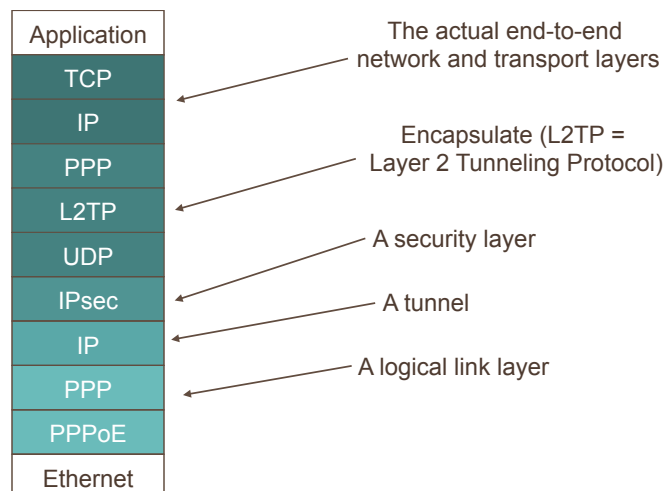 Application
TCP
IP
PPP
L2TP
UDP
IPsec
IP
PPP
PPPoE
Ethernet
The actual end-to-end
network and transport layers
Encapsulate (L2TP =
Layer 2 Tunneling Protocol)
A security layer
A tunnel
A logical link layer